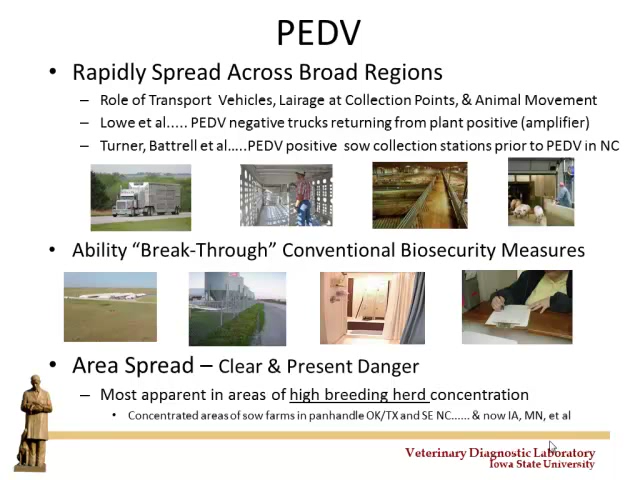 PEDV
• Rapidly Spread Across Broad Regions
– Role of Transport Vehicles, Lairage at Collection Points, & Animal Movement
– Lowe et al..... PEDV negative trucks returning from plant positive (amplifier)
– Turner, Battrell et al.....PEDV positive sow collection stations prior to PEDV in NC
• Ability “Break-Through” Conventional Biosecurity Measures
• Area Spread – Clear & Present Danger
– Most apparent in areas of high breeding herd concentration
• Concentrated areas of sow farms in panhandle OK/TX and SE NC...... & now IA, MN, et al
Veterinary Diagnostic Laboratory
Iowa State University